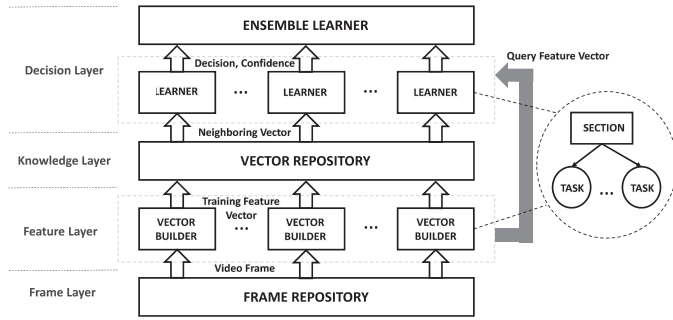 ENSEMBLE LEARNER
Decision, Confidence
Query Feature Vector
Decision Layer
LEARNER
...
LEARNER
...
LEARNER
SECTION
Neighboring Vector
Knowledge Layer
VECTOR REPOSITORY
TASK
...
TASK
Training Feature
Vector
Feature Layer
VECTOR
BUILDER
...
VECTOR
BUILDER
...
VECTOR
BUILDER
Video Frame
Frame Layer
FRAME REPOSITORY